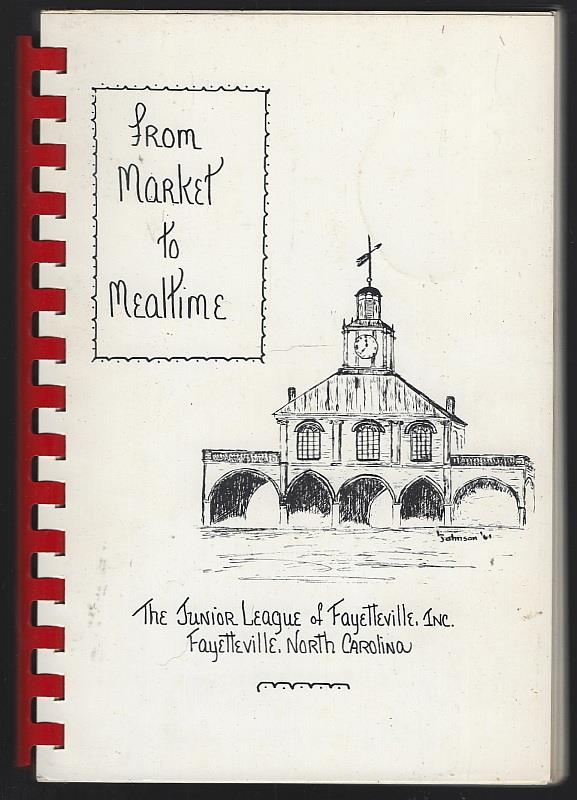 From
Market
to
Mealtime
Johnson '61
The Junior League of Fayetteville, Inc.
Fayetteville, North Carolina